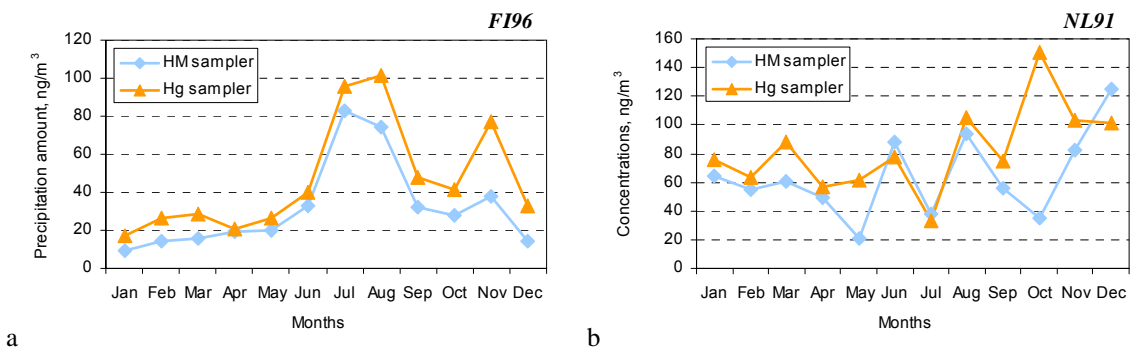 FI96
120
100
80
60
40
20
0
Precipitation amount, ng/m³
HM sampler
Hg sampler
Jan Feb Mar Apr May Jun Jul Aug Sep Oct Nov Dec
Months
a
NL91
160
140
120
100
80
60
40
20
0
Concentrations, ng/m³
HM sampler
Hg sampler
Jan Feb Mar Apr May Jun Jul Aug Sep Oct Nov Dec
Months
b